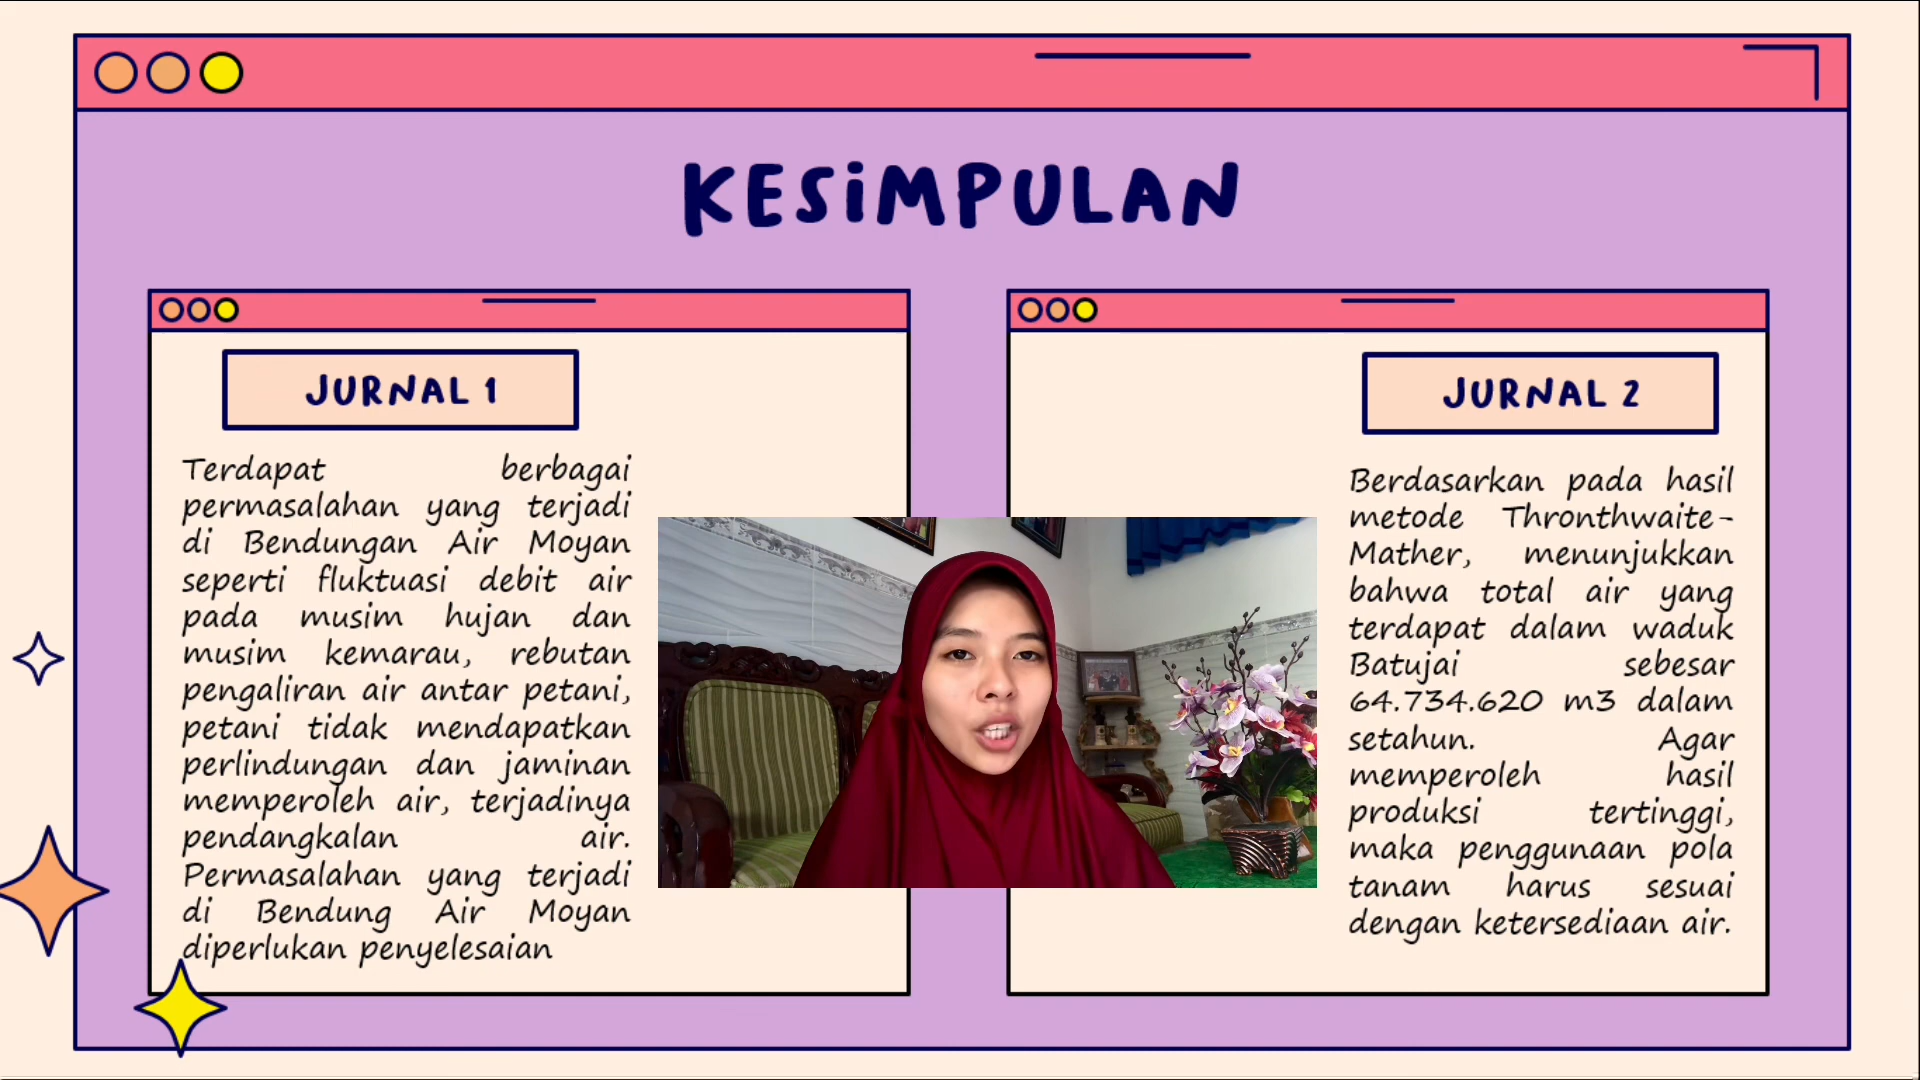 KESiMPULAN
JURNAL 1
Terdapat berbagai
permasalahan yang terjadi
di Bendungan Air Moyan
seperti fluktuasi debit air
pada musim hujan dan
musim kemarau, rebutan
pengaliran air antar petani,
petani tidak mendapatkan
perlindungan dan jaminan
memperoleh air, terjadinya
pendangkalan air.
Permasalahan yang terjadi
di Bendung Air Moyan
diperlukan penyelesaian
JURNAL 2
Berdasarkan pada hasil
metode Thronthwaite-
Mather, menunjukkan
bahwa total air yang
terdapat dalam waduk
Batujai sebesar
64.734.620 m3 dalam
setahun. Agar
memperoleh hasil
produksi tertinggi,
maka penggunaan pola
tanam harus sesuai
dengan ketersediaan air.